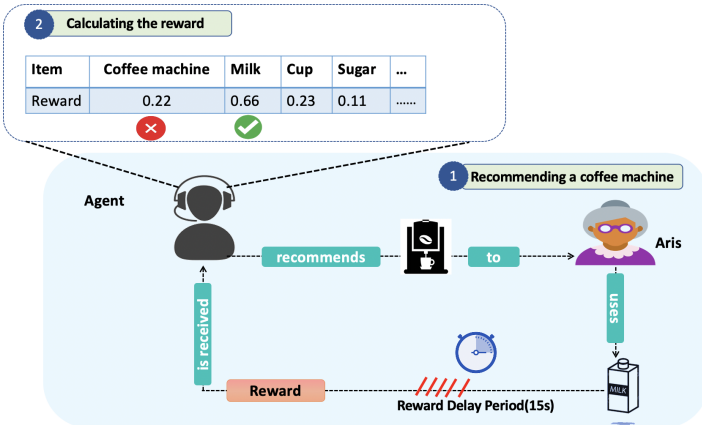 2 Calculating the reward
Item Coffee machine Milk Cup Sugar ...
Reward 0.22 0.66 0.23 0.11 ......
1 Recommending a coffee machine
Agent
recommends to
Aris
is received
uses
MILK
Reward
Reward Delay Period(15s)